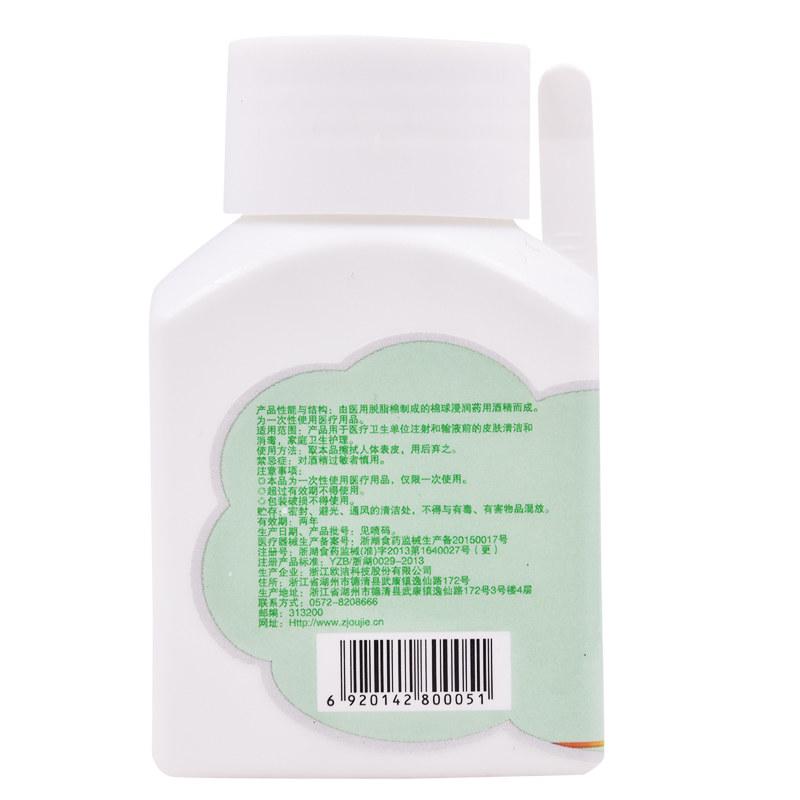 产品性能与结构：由医用脱脂棉制成的棉球浸润药用酒精而成。
为一次性使用医疗用品。
适用范围：产品用于医疗卫生单位注射和输液前的皮肤清洁和
消毒，家庭卫生护理。
使用方法：取本品擦拭人体表皮，用后弃之。
禁忌症：对酒精过敏者慎用。
注意事项：
◎本品为一次性使用医疗用品，仅限一次使用。
◎超过有效期不得使用。
◎包装破损不得使用。
贮存：密封、避光、通风的清洁处，不得与有毒、有害物品混放。
有效期：两年
生产日期、产品批号：见喷码。
医疗器械生产备案号：浙湖食药监械生产备20150017号
注册号：浙湖食药监械(准)字2013第1640027号（更）
注册产品标准：YZB/浙湖0029-2013
生产企业：浙江欧洁科技股份有限公司
住所：浙江省湖州市德清县武康镇逸仙路172号
生产地址：浙江省湖州市德清县武康镇逸仙路172号3号楼4层
联系方式：0572-8208666
邮编：313200
网址：Http://www.zjoujie.cn
6 920142 800051